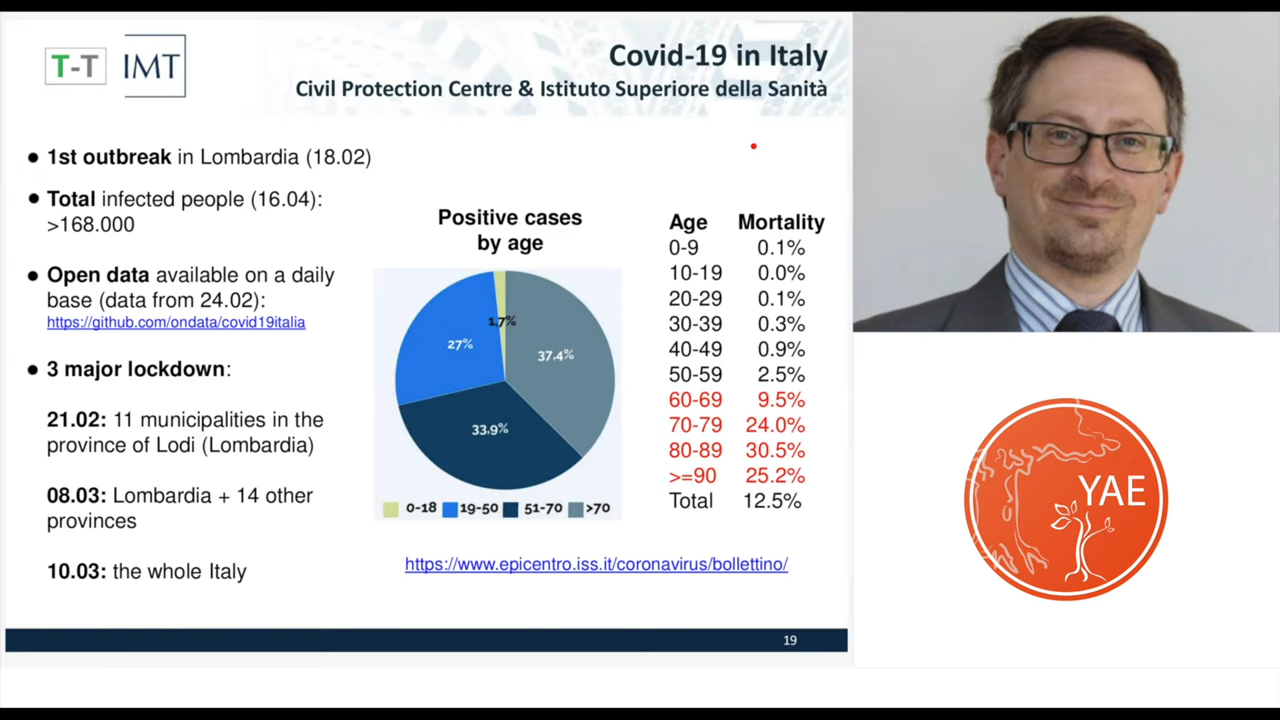 T-T IMT
Covid-19 in Italy
Civil Protection Centre & Istituto Superiore della Sanità
● 1st outbreak in Lombardia (18.02)
● Total infected people (16.04):
>168.000
● Open data available on a daily
base (data from 24.02):
https://github.com/ondata/covid19italia
● 3 major lockdown:
21.02: 11 municipalities in the
province of Lodi (Lombardia)
08.03: Lombardia + 14 other
provinces
10.03: the whole Italy
Positive cases
by age
1,7%
27%
37.4%
33,9%
0-18 19-50 51-70 >70
Age Mortality
0-9 0.1%
10-19 0.0%
20-29 0.1%
30-39 0.3%
40-49 0.9%
50-59 2.5%
60-69 9.5%
70-79 24.0%
80-89 30.5%
>=90 25.2%
Total 12.5%
https://www.epicentro.iss.it/coronavirus/bollettino/
19
YAE